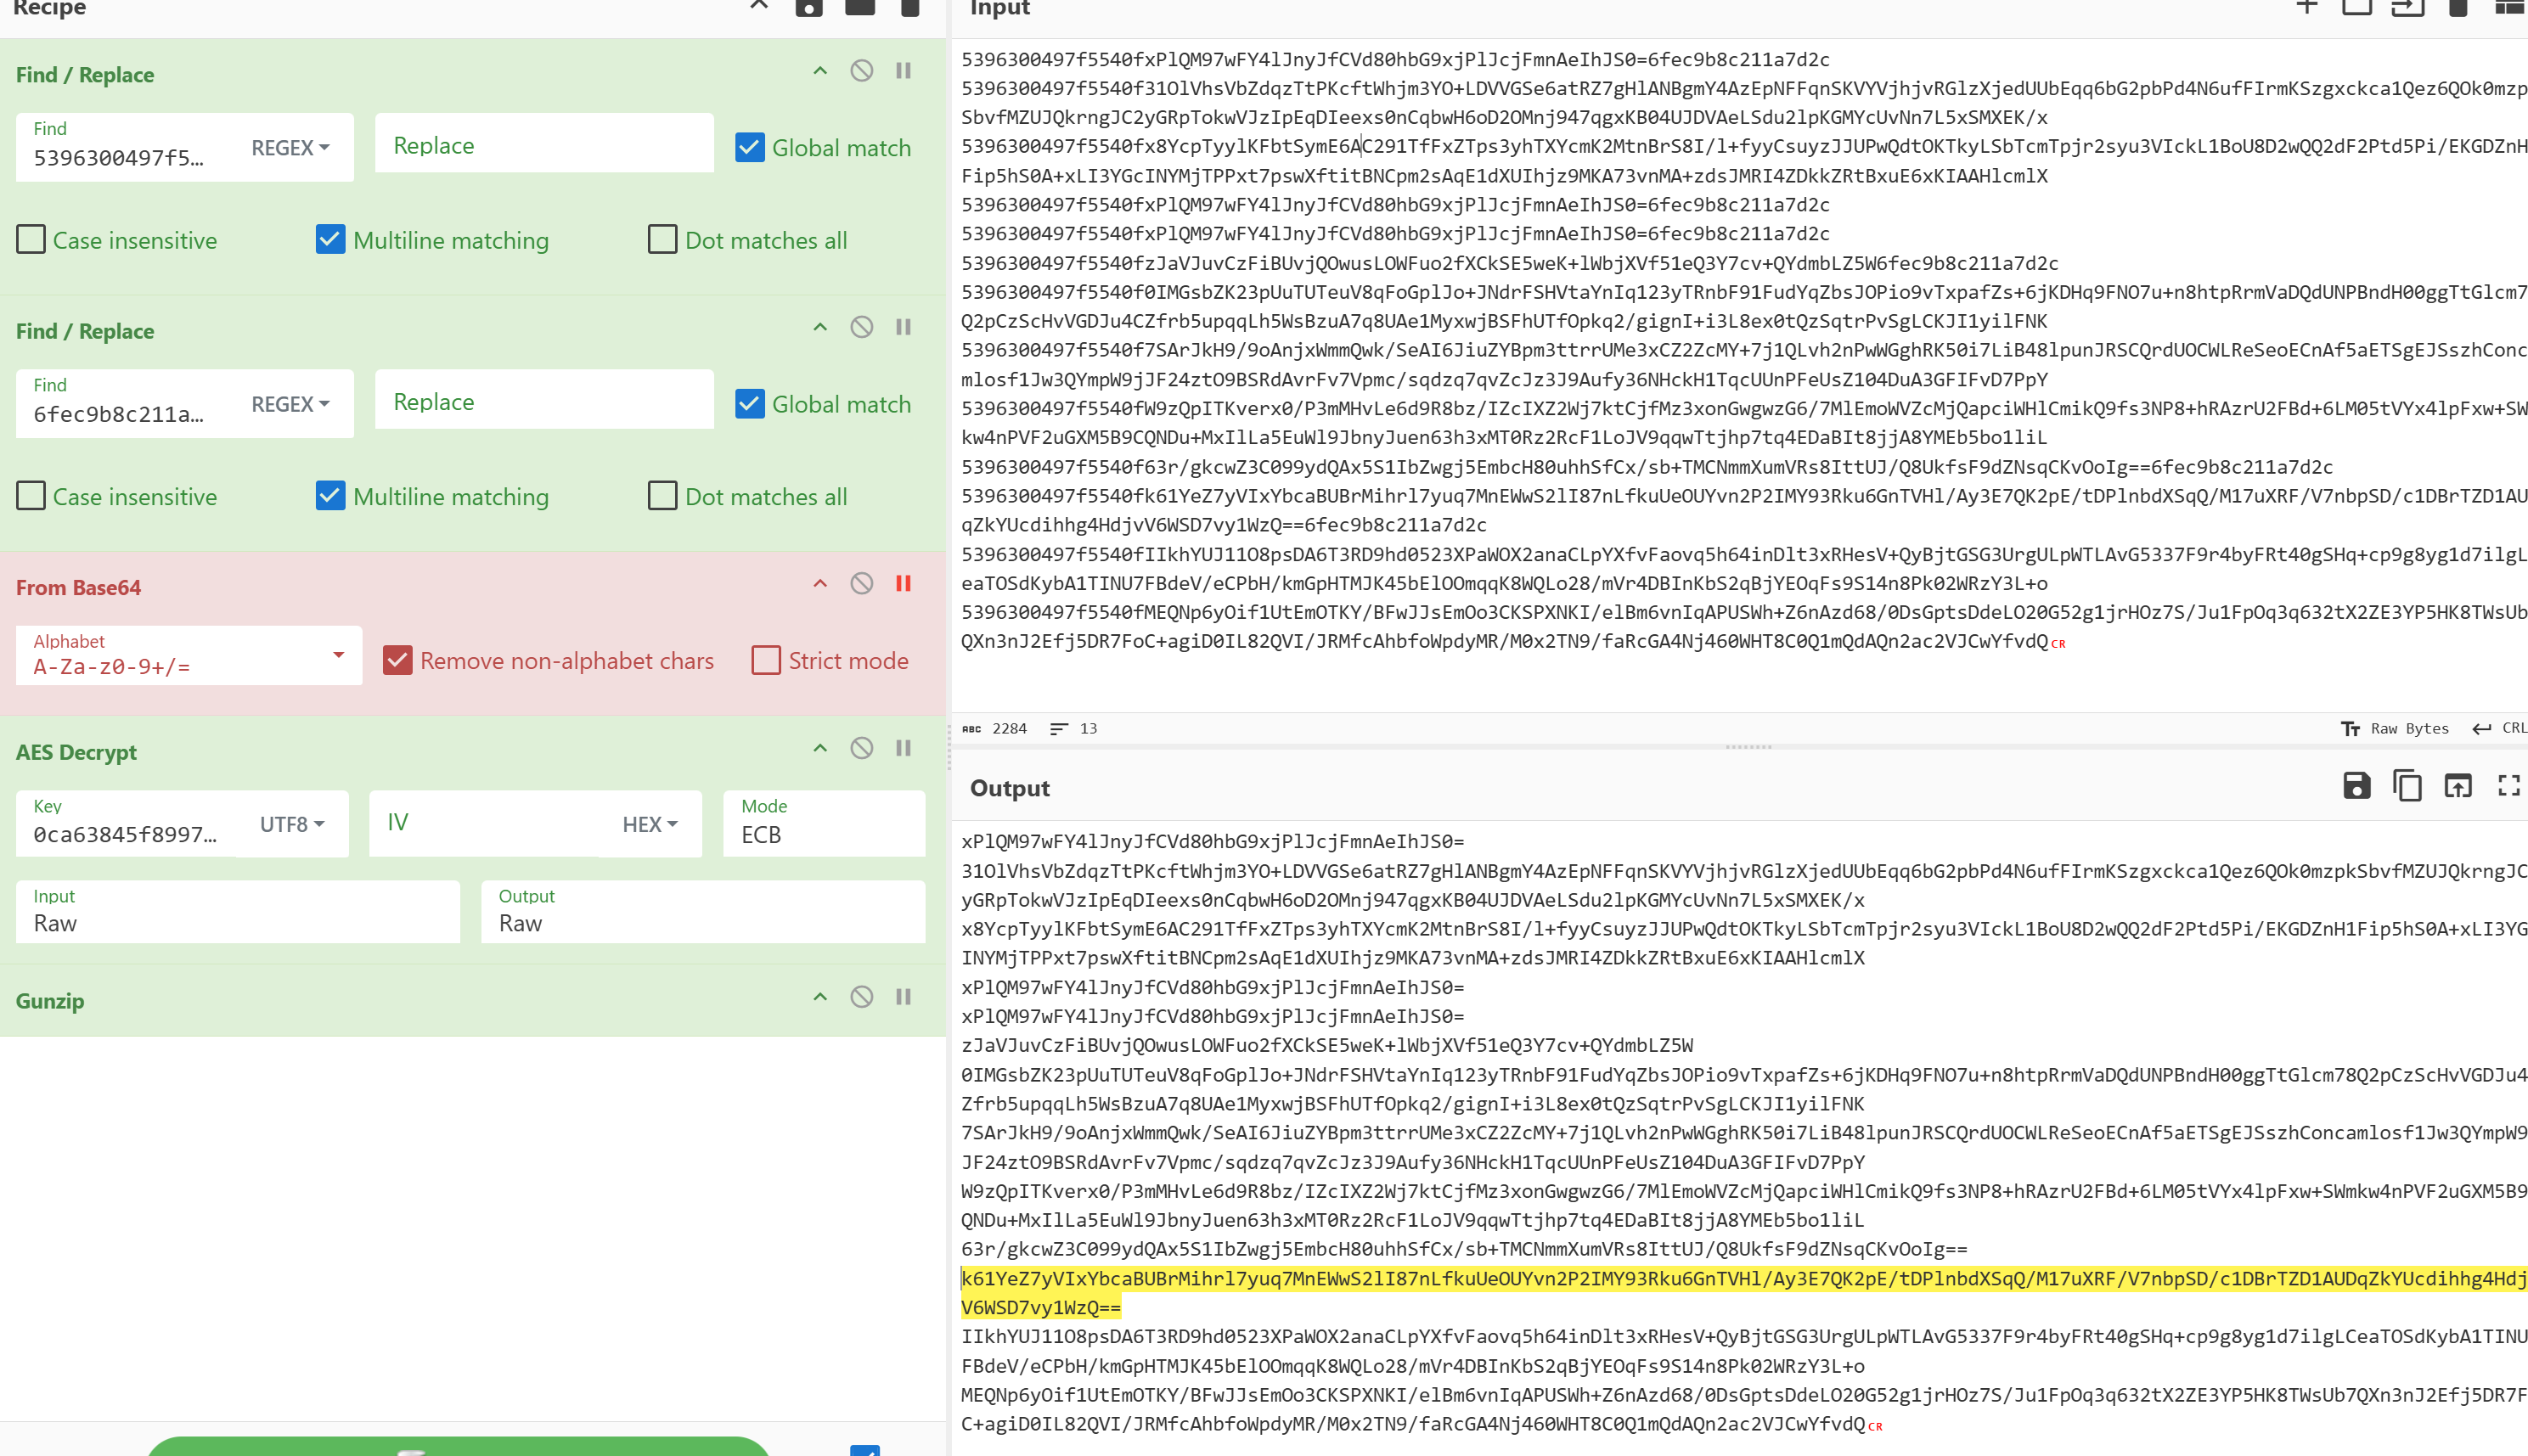 Recipe
Find / Replace
Find
5396300497f5…
REGEX
Replace
Global match
Case insensitive
Multiline matching
Dot matches all
Find / Replace
Find
6fec9b8c211a…
REGEX
Replace
Global match
Case insensitive
Multiline matching
Dot matches all
From Base64
Alphabet
A-Za-z0-9+/=
Remove non-alphabet chars
Strict mode
AES Decrypt
Key
0ca63845f8997…
UTF8
IV
HEX
Mode
ECB
Input
Raw
Output
Raw
Gunzip
Input
5396300497f5540fxPlQM97wFY4lJnyJfCVd80hbG9xjPlJcjFmnAeIhJS0=6fec9b8c211a7d2c
5396300497f5540f31OlVhsVbZdqzTtPKcftWhjm3YO+LDVVGSe6atRZ7gHlANBgmY4AzEpNFFqnSKVYVjhjvRGlzXjedUUbEqq6bG2pbPd4N6ufFIrmKSzgxckca1Qez6QOk0mzp
SbvfMZUJQkrngJC2yGRpTokwVJzIpEqDIeexs0nCqbwH6oD2OMnj947qgxKB04UJDVAeLSdu2lpKGMYcUvNn7L5xSMXEK/x
5396300497f5540fx8YcpTyylKFbtSymE6AC291TfFxZTps3yhTXYcmK2MtnBrS8I/l+fyyCsuyzJJUPwQdtOKTkyLSbTcmTpjr2syu3VIckL1BoU8D2wQQ2dF2Ptd5Pi/EKGDZnH
Fip5hS0A+xLI3YGcINYMjTPPxt7pswXftitBNCpm2sAqE1dXUIhjz9MKA73vnMA+zdsJMRI4ZDkkZRtBxuE6xKIAAHlcmlX
5396300497f5540fxPlQM97wFY4lJnyJfCVd80hbG9xjPlJcjFmnAeIhJS0=6fec9b8c211a7d2c
5396300497f5540fxPlQM97wFY4lJnyJfCVd80hbG9xjPlJcjFmnAeIhJS0=6fec9b8c211a7d2c
5396300497f5540fzJaVJuvCzFiBUvjQOwusLOWFuo2fXCkSE5weK+lWbjXVf51eQ3Y7cv+QYdmbLZ5W6fec9b8c211a7d2c
5396300497f5540f0IMGsbZK23pUuTUTeuV8qFoGplJo+JNdrFSHVtaYnIq123yTRnbF91FudYqZbsJOPio9vTxpafZs+6jKDHq9FNO7u+n8htpRrmVaDQdUNPBndH00ggTtGlcm7
Q2pCzScHvVGDJu4CZfrb5upqqLh5WsBzuA7q8UAe1MyxwjBSFhUTfOpkq2/gignI+i3L8ex0tQzSqtrPvSgLCKJI1yilFNK
5396300497f5540f7SArJkH9/9oAnjxWmmQwk/SeAI6JiuZYBpm3ttrrUMe3xCZ2ZcMY+7j1QLvh2nPwWGghRK50i7LiB48lpunJRSCQrdUOCWLReSeoECnAf5aETSgEJSszhConc
mlosf1Jw3QYmpW9jJF24ztO9BSRdAvrFv7Vpmc/sqdzq7qvZcJz3J9Aufy36NHckH1TqcUUnPFeUsZ104DuA3GFIFvD7PpY
5396300497f5540fW9zQpITKverx0/P3mMHvLe6d9R8bz/IZcIXZ2Wj7ktCjfMz3xonGwgwzG6/7MlEmoWVZcMjQapciWHlCmikQ9fs3NP8+hRAzrU2FBd+6LM05tVYx4lpFxw+SW
kw4nPVF2uGXM5B9CQNDu+MxIlLa5EuWl9JbnyJuen63h3xMT0Rz2RcF1LoJV9qqwTtjhp7tq4EDaBIt8jjA8YMEb5bo1liL
5396300497f5540f63r/gkcwZ3C099ydQAx5S1IbZwgj5EmbcH80uhhSfCx/sb+TMCNmmXumVRs8IttUJ/Q8UkfsF9dZNsqCKvOoIg==6fec9b8c211a7d2c
5396300497f5540fk61YeZ7yVIxYbcaBUBrMihrl7yuq7MnEWwS2lI87nLfkuUeOUYvn2P2IMY93Rku6GnTVHl/Ay3E7QK2pE/tDPlnbdXSqQ/M17uXRF/V7nbpSD/c1DBrTZD1AU
qZkYUcdihhg4HdjvV6WSD7vy1WzQ==6fec9b8c211a7d2c
5396300497f5540fIIkhYUJ11O8psDA6T3RD9hd0523XPaWOX2anaCLpYXfvFaovq5h64inDlt3xRHesV+QyBjtGSG3UrgULpWTLAvG5337F9r4byFRt40gSHq+cp9g8yg1d7ilgL
eaTOSdKybA1TINU7FBdeV/eCPbH/kmGpHTMJK45bElOOmqqK8WQLo28/mVr4DBInKbS2qBjYEOqFs9S14n8Pk02WRzY3L+o
5396300497f5540fMEQNp6yOif1UtEmOTKY/BFwJJsEmOo3CKSPXNKI/elBm6vnIqAPUSWh+Z6nAzd68/0DsGptsDdeLO20G52g1jrHOz7S/Ju1FpOq3q632tX2ZE3YP5HK8TWsUb
QXn3nJ2Efj5DR7FoC+agiD0IL82QVI/JRMfcAhbfoWpdyMR/M0x2TN9/faRcGA4Nj460WHT8C0Q1mQdAQn2ac2VJCwYfvdQCR
ABC 2284 13
Raw Bytes CRL
Output
xPlQM97wFY4lJnyJfCVd80hbG9xjPlJcjFmnAeIhJS0=
31OlVhsVbZdqzTtPKcftWhjm3YO+LDVVGSe6atRZ7gHlANBgmY4AzEpNFFqnSKVYVjhjvRGlzXjedUUbEqq6bG2pbPd4N6ufFIrmKSzgxckca1Qez6QOk0mzpkSbvfMZUJQkrngJC
yGRpTokwVJzIpEqDIeexs0nCqbwH6oD2OMnj947qgxKB04UJDVAeLSdu2lpKGMYcUvNn7L5xSMXEK/x
x8YcpTyylKFbtSymE6AC291TfFxZTps3yhTXYcmK2MtnBrS8I/l+fyyCsuyzJJUPwQdtOKTkyLSbTcmTpjr2syu3VIckL1BoU8D2wQQ2dF2Ptd5Pi/EKGDZnH1Fip5hS0A+xLI3YG
INYMjTPPxt7pswXftitBNCpm2sAqE1dXUIhjz9MKA73vnMA+zdsJMRI4ZDkkZRtBxuE6xKIAAHlcmlX
xPlQM97wFY4lJnyJfCVd80hbG9xjPlJcjFmnAeIhJS0=
xPlQM97wFY4lJnyJfCVd80hbG9xjPlJcjFmnAeIhJS0=
zJaVJuvCzFiBUvjQOwusLOWFuo2fXCkSE5weK+lWbjXVf51eQ3Y7cv+QYdmbLZ5W
0IMGsbZK23pUuTUTeuV8qFoGplJo+JNdrFSHVtaYnIq123yTRnbF91FudYqZbsJOPio9vTxpafZs+6jKDHq9FNO7u+n8htpRrmVaDQdUNPBndH00ggTtGlcm78Q2pCzScHvVGDJu4
Zfrb5upqqLh5WsBzuA7q8UAe1MyxwjBSFhUTfOpkq2/gignI+i3L8ex0tQzSqtrPvSgLCKJI1yilFNK
7SArJkH9/9oAnjxWmmQwk/SeAI6JiuZYBpm3ttrrUMe3xCZ2ZcMY+7j1QLvh2nPwWGghRK50i7LiB48lpunJRSCQrdUOCWLReSeoECnAf5aETSgEJSszhConcamlosf1Jw3QYmpW9
JF24ztO9BSRdAvrFv7Vpmc/sqdzq7qvZcJz3J9Aufy36NHckH1TqcUUnPFeUsZ104DuA3GFIFvD7PpY
W9zQpITKverx0/P3mMHvLe6d9R8bz/IZcIXZ2Wj7ktCjfMz3xonGwgwzG6/7MlEmoWVZcMjQapciWHlCmikQ9fs3NP8+hRAzrU2FBd+6LM05tVYx4lpFxw+SWmkw4nPVF2uGXM5B9
QNDu+MxIlLa5EuWl9JbnyJuen63h3xMT0Rz2RcF1LoJV9qqwTtjhp7tq4EDaBIt8jjA8YMEb5bo1liL
63r/gkcwZ3C099ydQAx5S1IbZwgj5EmbcH80uhhSfCx/sb+TMCNmmXumVRs8IttUJ/Q8UkfsF9dZNsqCKvOoIg==
k61YeZ7yVIxYbcaBUBrMihrl7yuq7MnEWwS2lI87nLfkuUeOUYvn2P2IMY93Rku6GnTVHl/Ay3E7QK2pE/tDPlnbdXSqQ/M17uXRF/V7nbpSD/c1DBrTZD1AUDqZkYUcdihhg4Hdj
V6WSD7vy1WzQ==
IIkhYUJ11O8psDA6T3RD9hd0523XPaWOX2anaCLpYXfvFaovq5h64inDlt3xRHesV+QyBjtGSG3UrgULpWTLAvG5337F9r4byFRt40gSHq+cp9g8yg1d7ilgLCeaTOSdKybA1TINU
FBdeV/eCPbH/kmGpHTMJK45bElOOmqqK8WQLo28/mVr4DBInKbS2qBjYEOqFs9S14n8Pk02WRzY3L+o
MEQNp6yOif1UtEmOTKY/BFwJJsEmOo3CKSPXNKI/elBm6vnIqAPUSWh+Z6nAzd68/0DsGptsDdeLO20G52g1jrHOz7S/Ju1FpOq3q632tX2ZE3YP5HK8TWsUb7QXn3nJ2Efj5DR7F
C+agiD0IL82QVI/JRMfcAhbfoWpdyMR/M0x2TN9/faRcGA4Nj460WHT8C0Q1mQdAQn2ac2VJCwYfvdQCR